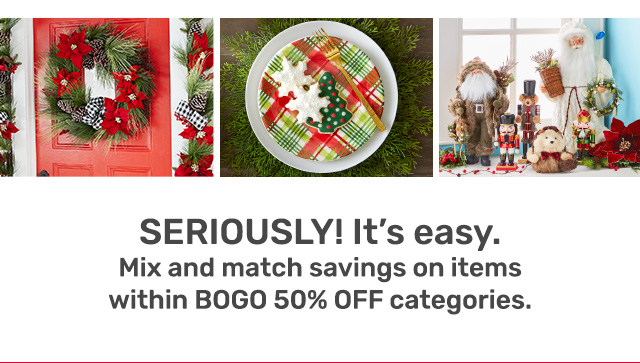 SERIOUSLY! It’s easy.
Mix and match savings on items
within BOGO 50% OFF categories.